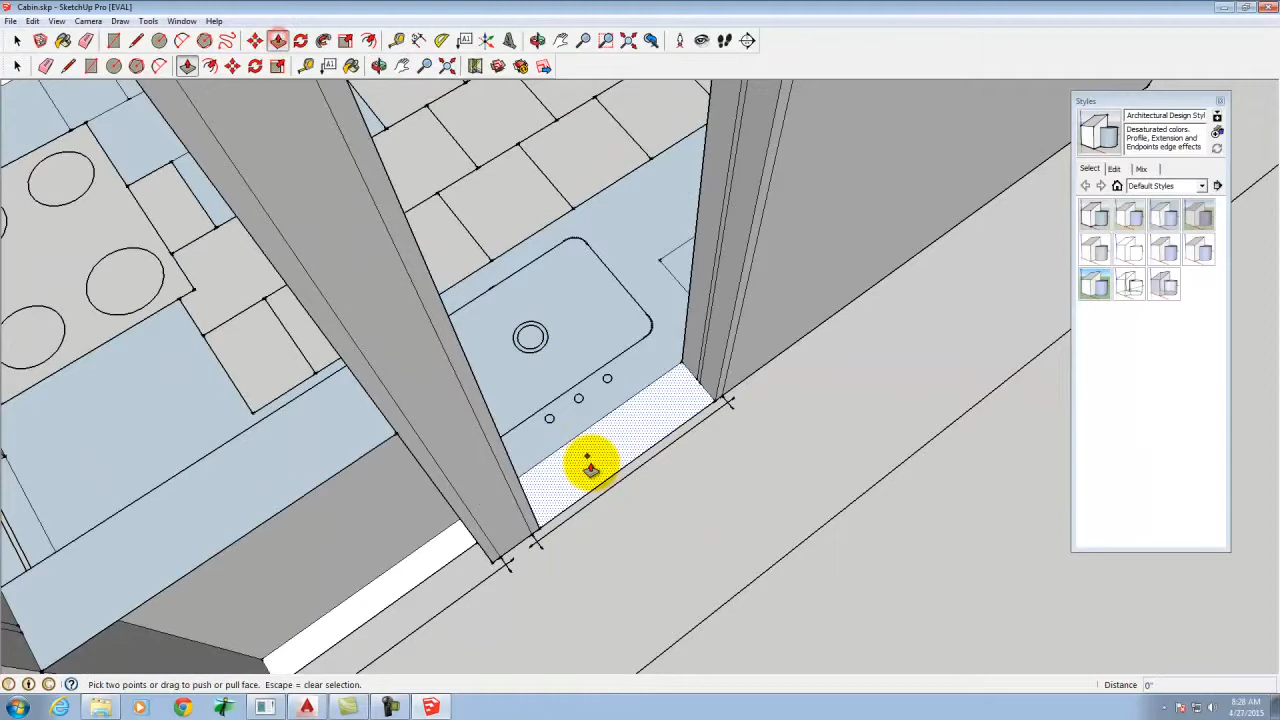 Cabin.skp - SketchUp Pro [EVAL]
File Edit View Camera Draw Tools Window Help
Styles
Architectural Design Styl
Desaturated colors.
Profile, Extension and
Endpoints edge effects
Select Edit Mix
Default Styles
Pick two points or drag to push or pull face. Escape = clear selection.
Distance 0"
8:28 AM
4/27/2015